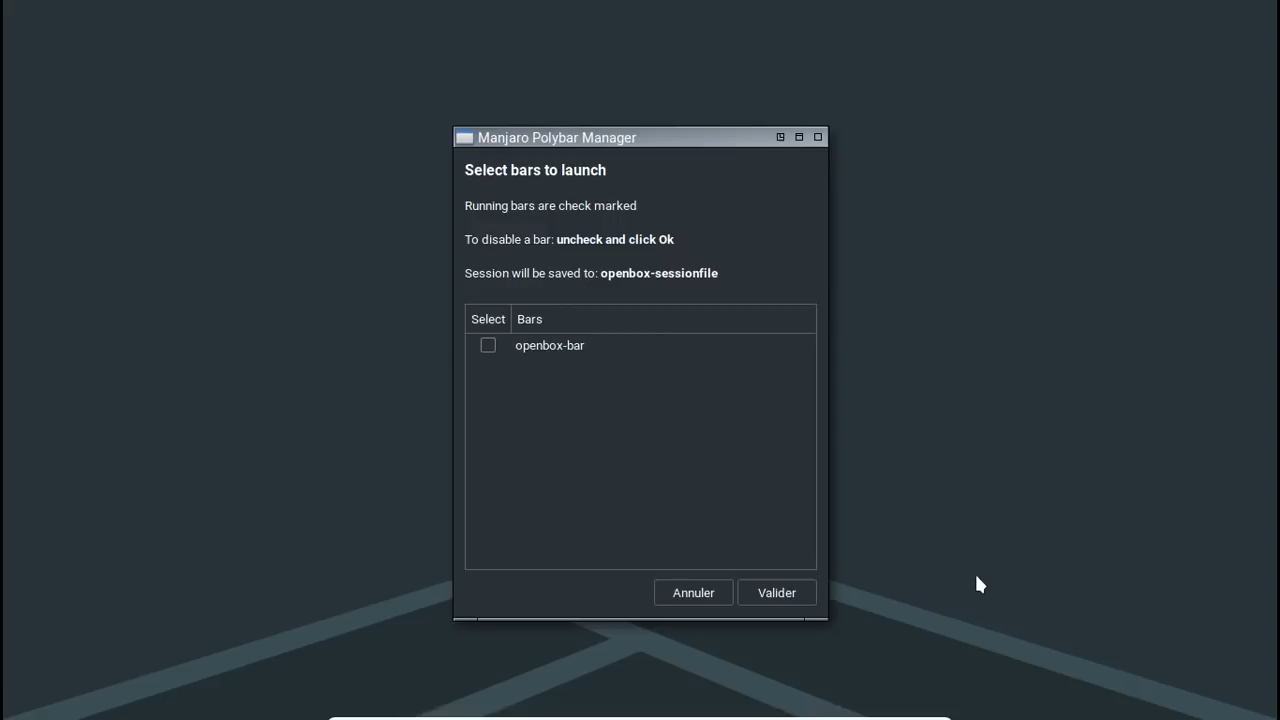 Manjaro Polybar Manager
Select bars to launch
Running bars are check marked
To disable a bar: uncheck and click Ok
Session will be saved to: openbox-sessionfile
Select Bars
openbox-bar
Annuler Valider